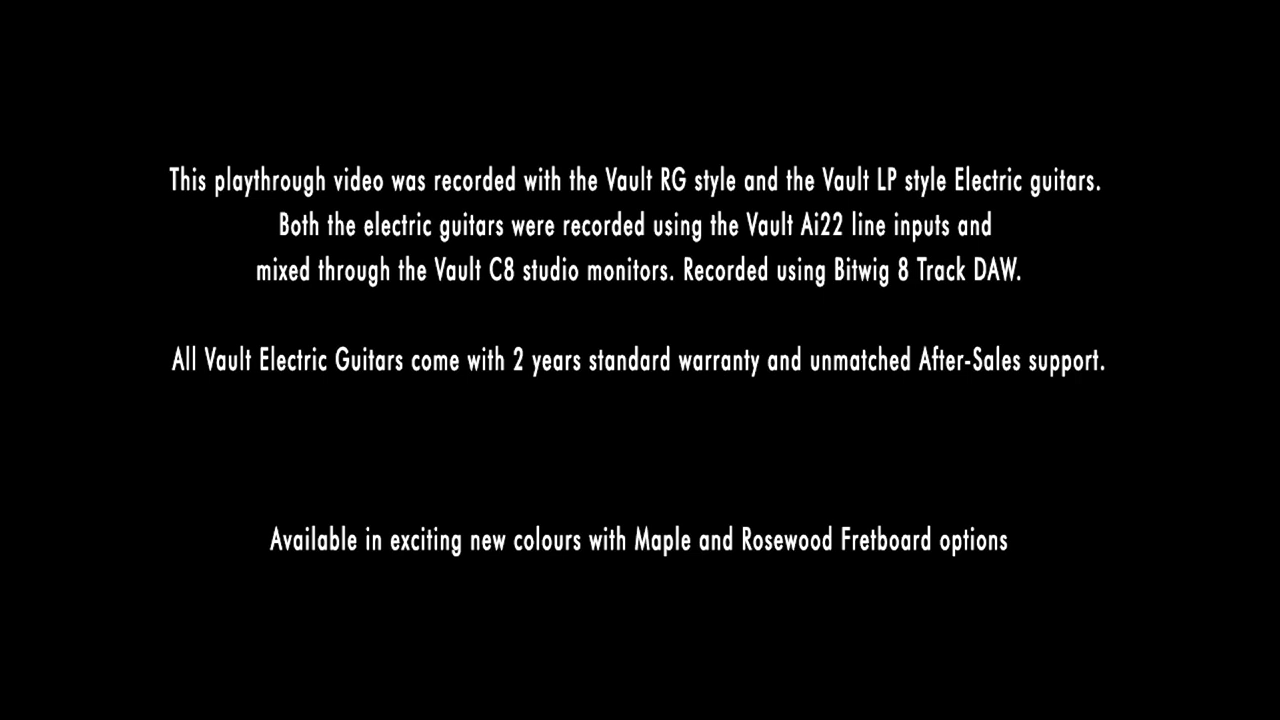 This playthrough video was recorded with the Vault RG style and the Vault LP style Electric guitars.
Both the electric guitars were recorded using the Vault Ai22 line inputs and
mixed through the Vault C8 studio monitors. Recorded using Bitwig 8 Track DAW.
All Vault Electric Guitars come with 2 years standard warranty and unmatched After-Sales support.
Available in exciting new colours with Maple and Rosewood Fretboard options